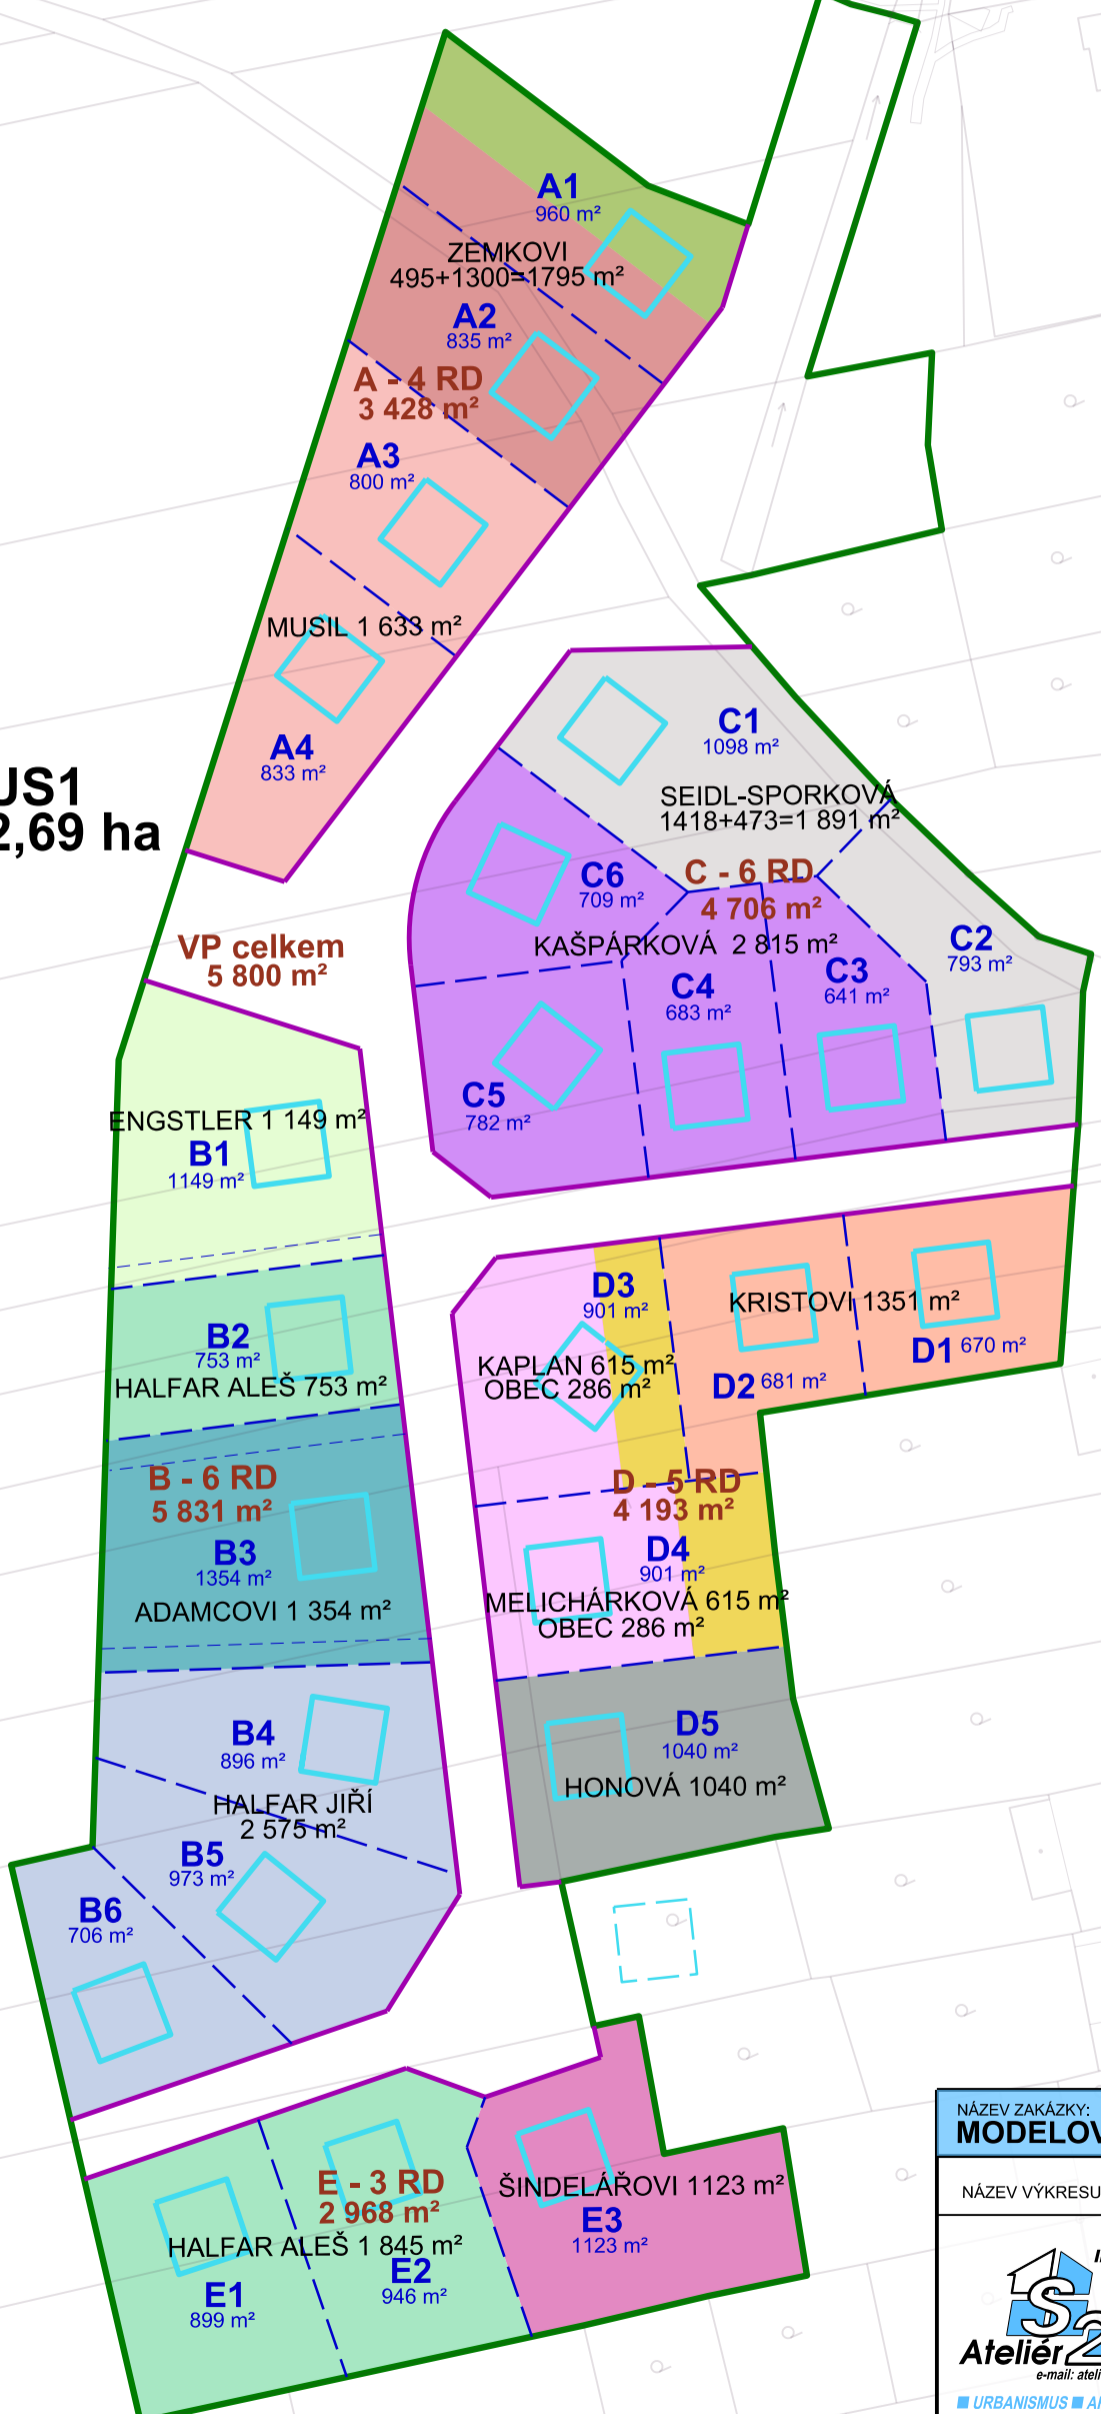 A1
960 m²
ZEMKOVI
495+1300=1795 m²
A2
835 m²
A - 4 RD
3 428 m²
A3
800 m²
MUSIL 1 633 m²
A4
833 m²
US1
2,69 ha
C1
1098 m²
SEIDL-SPORKOVÁ
1418+473=1 891 m²
C - 6 RD
4 706 m²
C6
709 m²
KAŠPÁRKOVÁ 2 815 m²
C2
793 m²
C3
641 m²
C4
683 m²
C5
782 m²
VP celkem
5 800 m²
ENGSTLER 1 149 m²
B1
1149 m²
B2
753 m²
HALFAR ALEŠ 753 m²
D3
901 m²
KAPLAN 615 m²
OBEC 286 m²
KRISTOVI 1351 m²
D1 670 m²
D2 681 m²
B - 6 RD
5 831 m²
B3
1354 m²
ADAMCOVI 1 354 m²
D - 5 RD
4 193 m²
D4
901 m²
MELICHÁRKOVÁ 615 m²
OBEC 286 m²
B4
896 m²
HALFAR JIŘÍ
2 575 m²
D5
1040 m²
HONOVÁ 1040 m²
B5
973 m²
B6
706 m²
E - 3 RD
2 968 m²
HALFAR ALEŠ 1 845 m²
E1
899 m²
E2
946 m²
ŠINDELÁŘOVI 1123 m²
E3
1123 m²
NÁZEV ZAKÁZKY:
MODELOV
NÁZEV VÝKRESU
S2
Ateliér
e-mail: ateli
URBANISMUS